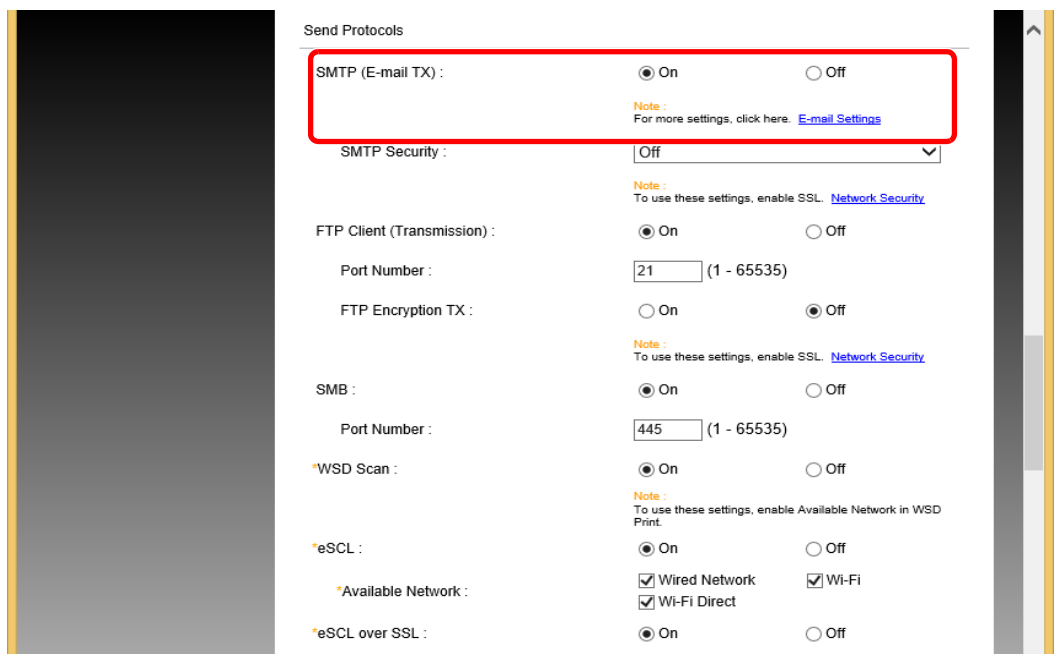 Send Protocols
SMTP (E-mail TX) : On Off
Note :
For more settings, click here. E-mail Settings
SMTP Security : Off
Note :
To use these settings, enable SSL. Network Security
FTP Client (Transmission) : On Off
Port Number : 21 (1 - 65535)
FTP Encryption TX : On Off
Note :
To use these settings, enable SSL. Network Security
SMB : On Off
Port Number : 445 (1 - 65535)
*WSD Scan : On Off
Note :
To use these settings, enable Available Network in WSD
Print.
*eSCL : On Off
*Available Network : Wired Network Wi-Fi
Wi-Fi Direct
*eSCL over SSL : On Off